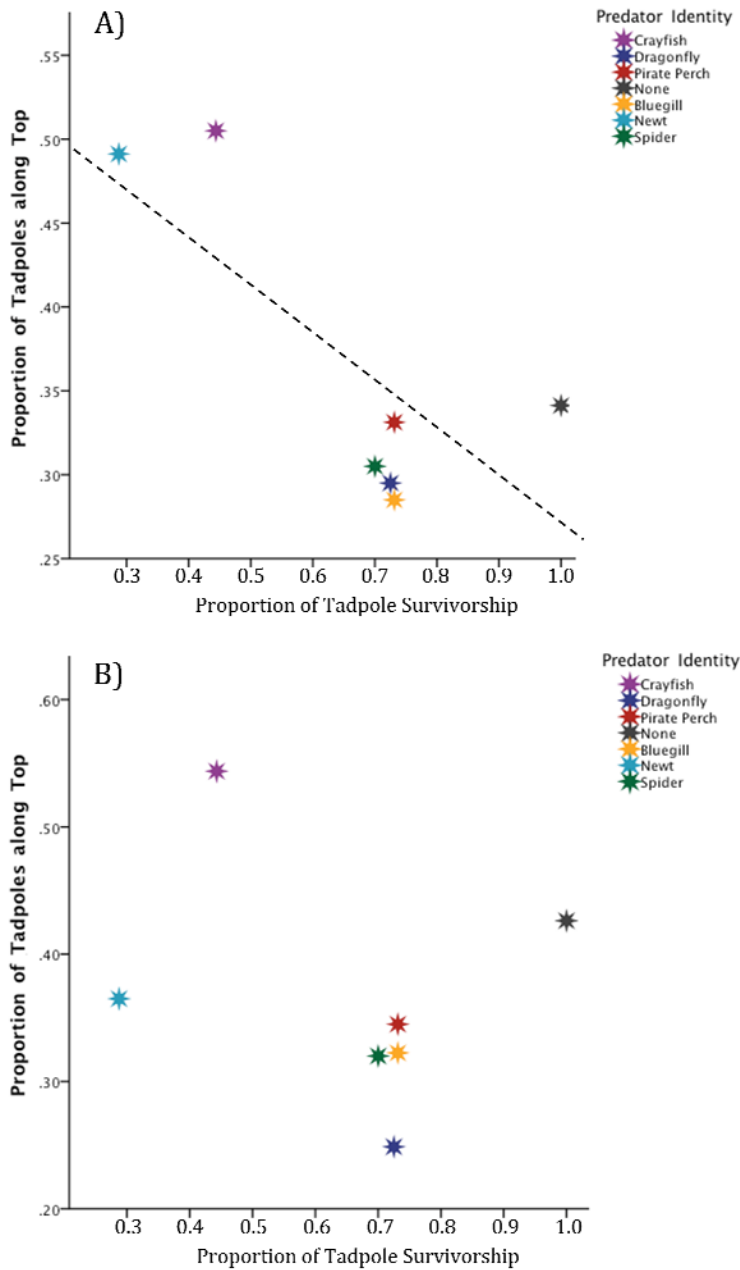 A)
Predator Identity
Crayfish
Dragonfly
Pirate Perch
None
Bluegill
Newt
Spider
Proportion of Tadpoles along Top
.55
.50
.45
.40
.35
.30
.25
0.3 0.4 0.5 0.6 0.7 0.8 0.9 1.0
Proportion of Tadpole Survivorship
B)
Predator Identity
Crayfish
Dragonfly
Pirate Perch
None
Bluegill
Newt
Spider
Proportion of Tadpoles along Top
.60
.50
.40
.30
.20
0.3 0.4 0.5 0.6 0.7 0.8 0.9 1.0
Proportion of Tadpole Survivorship